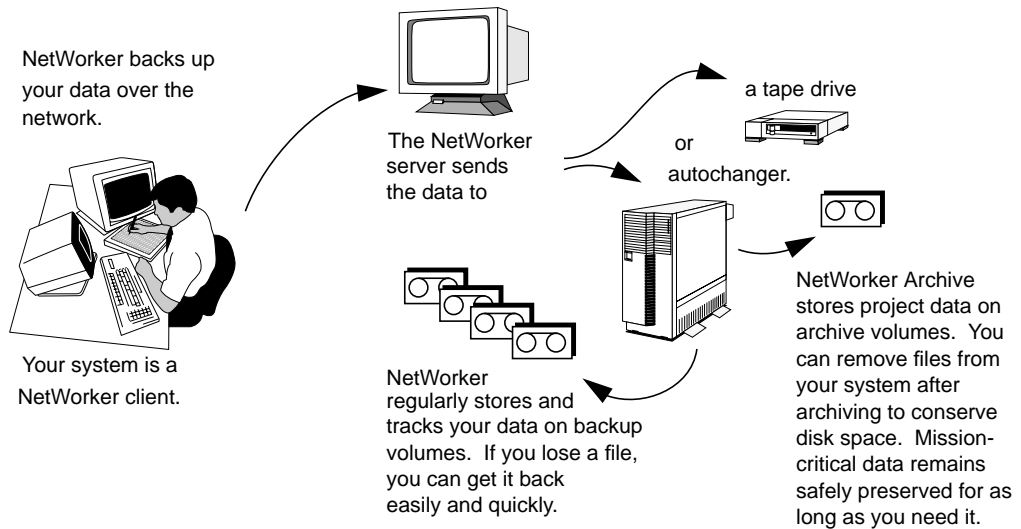 NetWorker backs up
your data over the
network.
Your system is a
NetWorker client.
The NetWorker
server sends
the data to
a tape drive
or
autochanger.
NetWorker
regularly stores and
tracks your data on backup
volumes.  If you lose a file,
you can get it back
easily and quickly.
NetWorker Archive
stores project data on
archive volumes.  You
can remove files from
your system after
archiving to conserve
disk space.  Mission-
critical data remains
safely preserved for as
long as you need it.